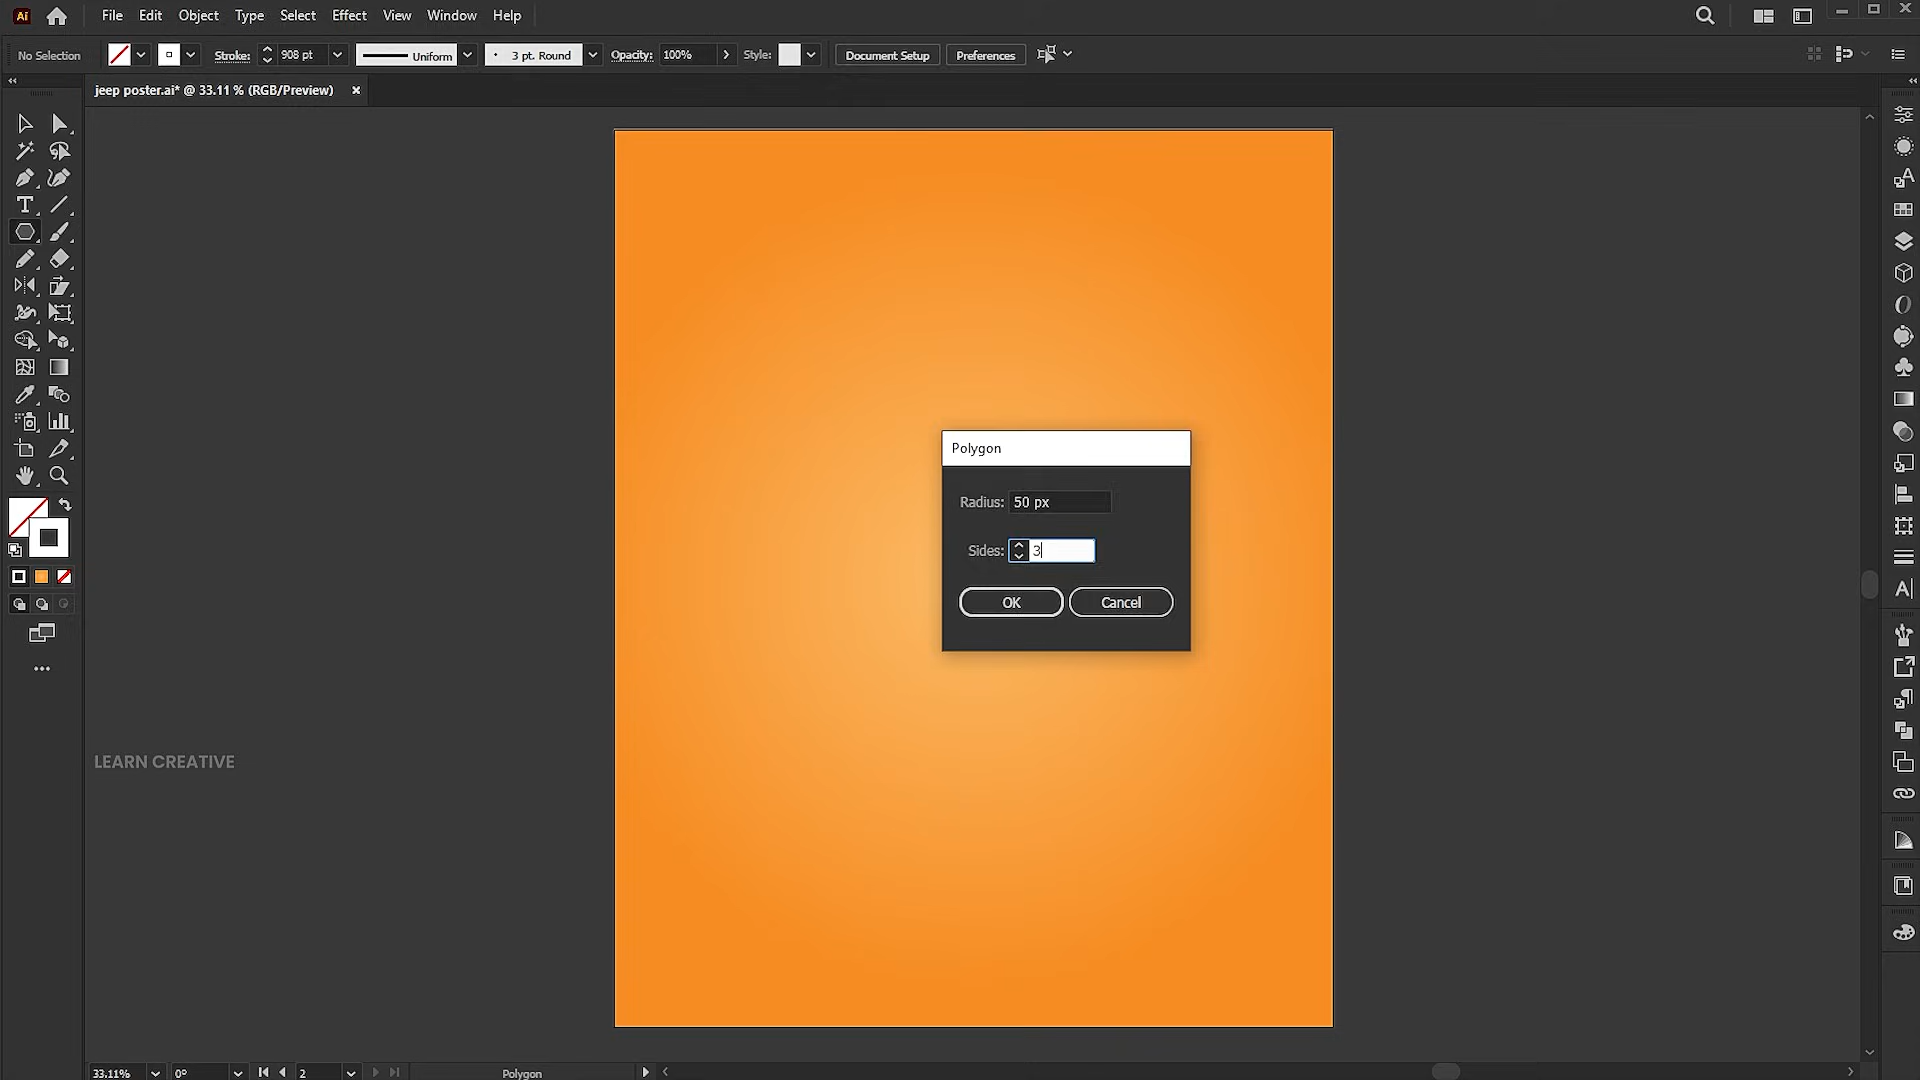 Ai File Edit Object Type Select Effect View Window Help
No Selection Stroke: 908 pt Uniform 3 pt. Round Opacity: 100% Style: Document Setup Preferences
jeep poster.ai* @ 33.11 % (RGB/Preview)
Polygon
Radius: 50 px
Sides: 3
OK Cancel
LEARN CREATIVE
33.11% 0° 2 Polygon